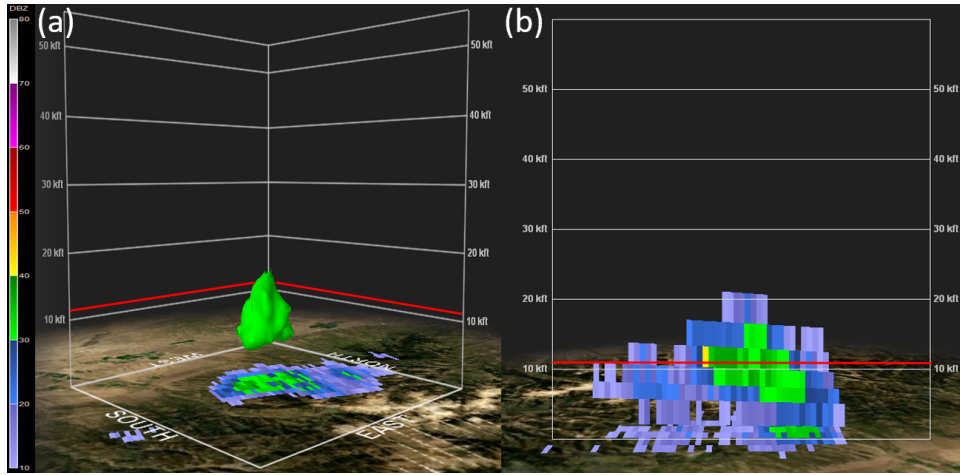 DBZ
80
70
60
50
40
30
20
10
(a)
50 kft
50 kft
40 kft
40 kft
30 kft
30 kft
20 kft
20 kft
10 kft
10 kft
WEST
NORTH
SOUTH
EAST
(b)
50 kft
50 kft
40 kft
40 kft
30 kft
30 kft
20 kft
20 kft
10 kft
10 kft